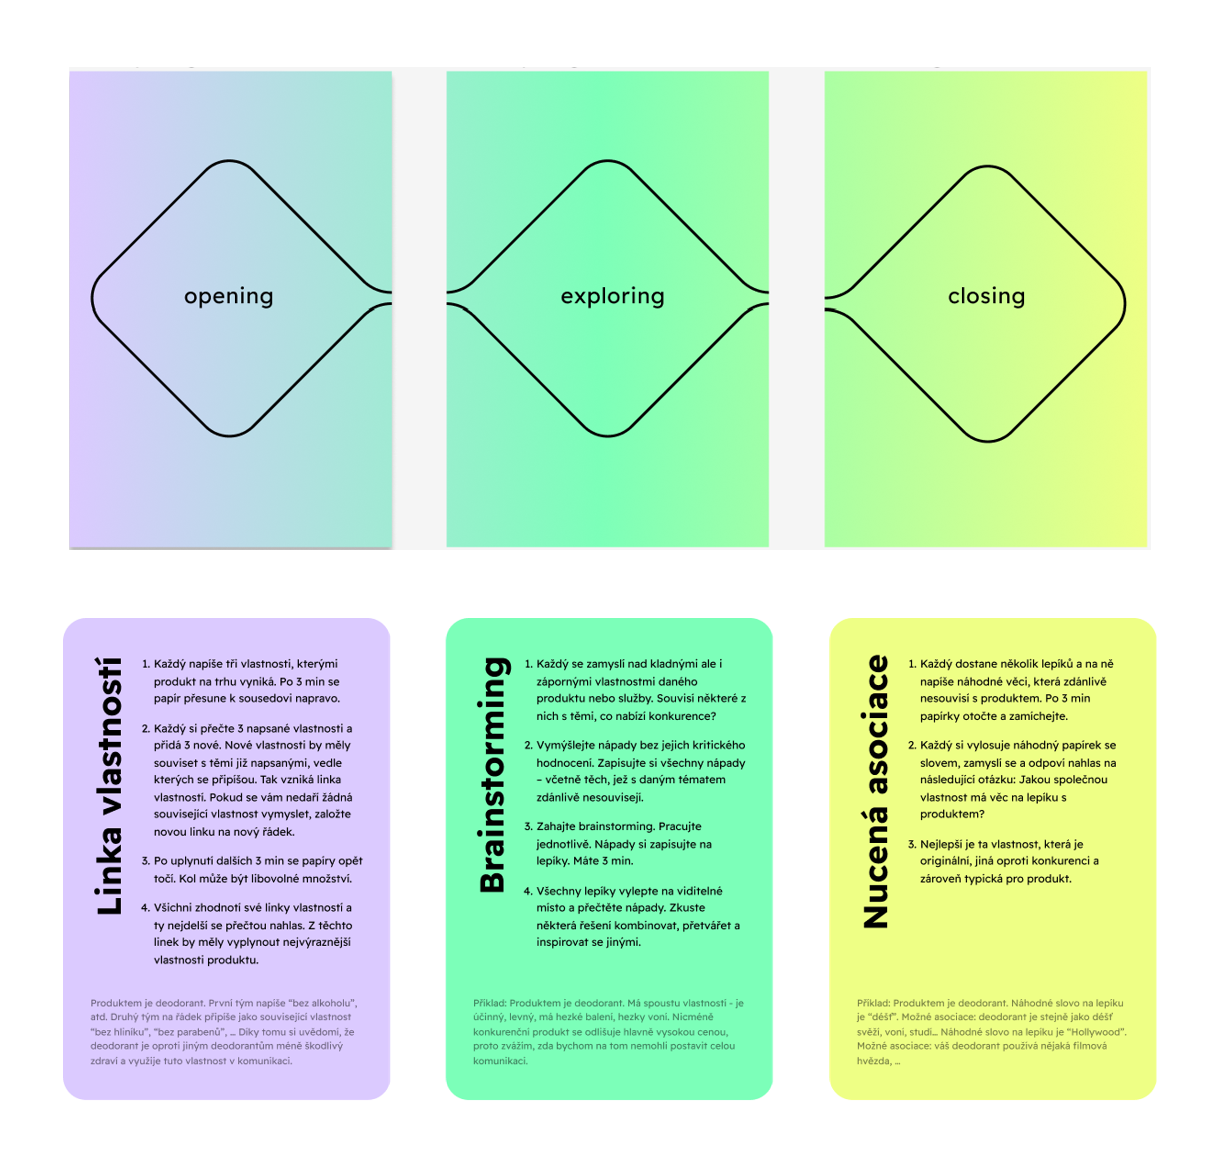 opening
exploring
closing
Linka vlastností
1. Každý napíše tři vlastnosti, kterými
produkt na trhu vyniká. Po 3 min se
papír přesune k sousedovi napravo.
2. Každý si přečte 3 napsané vlastnosti a
přidá 3 nové. Nové vlastnosti by měly
souviset s těmi již napsanými, vedle
kterých se připíšou. Tak vzniká linka
vlastností. Pokud se vám nedaří žádná
související vlastnost vymyslet, založte
novou linku na nový řádek.
3. Po uplynutí dalších 3 min se papíry opět
točí. Kol může být libovolné množství.
4. Všichni zhodnotí své linky vlastností a
ty nejdelší se přečtou nahlas. Z těchto
linek by měly vyplynout nejvýraznější
vlastnosti produktu.
Produktem je deodorant. První tým napíše “bez alkoholu”,
atd. Druhý tým na řádek připíše jako související vlastnost
“bez hliníku”, “bez parabenů”, … Díky tomu si uvědomí, že
deodorant je oproti jiným deodorantům méně škodlivý
zdraví a využije tuto vlastnost v komunikaci.
Brainstorming
1. Každý se zamyslí nad kladnými ale i
zápornými vlastnostmi daného
produktu nebo služby. Souvisí některé z
nich s těmi, co nabízí konkurence?
2. Vymýšlejte nápady bez jejich kritického
hodnocení. Zapisujte si všechny nápady
– včetně těch, jež s daným tématem
zdánlivě nesouvisejí.
3. Zahajte brainstorming. Pracujte
jednotlivě. Nápady si zapisujte na
lepíky. Máte 3 min.
4. Všechny lepíky vylepte na viditelné
místo a přečtěte nápady. Zkuste
některá řešení kombinovat, přetvářet a
inspirovat se jinými.
Příklad: Produktem je deodorant. Má spoustu vlastností - je
účinný, levný, má hezké balení, hezky voní. Nicméně
konkurenční produkt se odlišuje hlavně vysokou cenou,
proto zvážím, zda bychom na tom nemohli postavit celou
komunikaci.
Nucená asociace
1. Každý dostane několik lepíků a na ně
napíše náhodné věci, která zdánlivě
nesouvisí s produktem. Po 3 min
papírky otočte a zamíchejte.
2. Každý si vylosuje náhodný papírek se
slovem, zamyslí se a odpoví nahlas na
následující otázku: Jakou společnou
vlastnost má věc na lepíku s
produktem?
3. Nejlepší je ta vlastnost, která je
originální, jiná oproti konkurenci a
zároveň typická pro produkt.
Příklad: Produktem je deodorant. Náhodné slovo na lepíku
je “déšť”. Možné asociace: deodorant je stejně jako déšť
svěží, voní, studí… Náhodné slovo na lepíku je “Hollywood”.
Možné asociace: váš deodorant používá nějaká filmová
hvězda, …